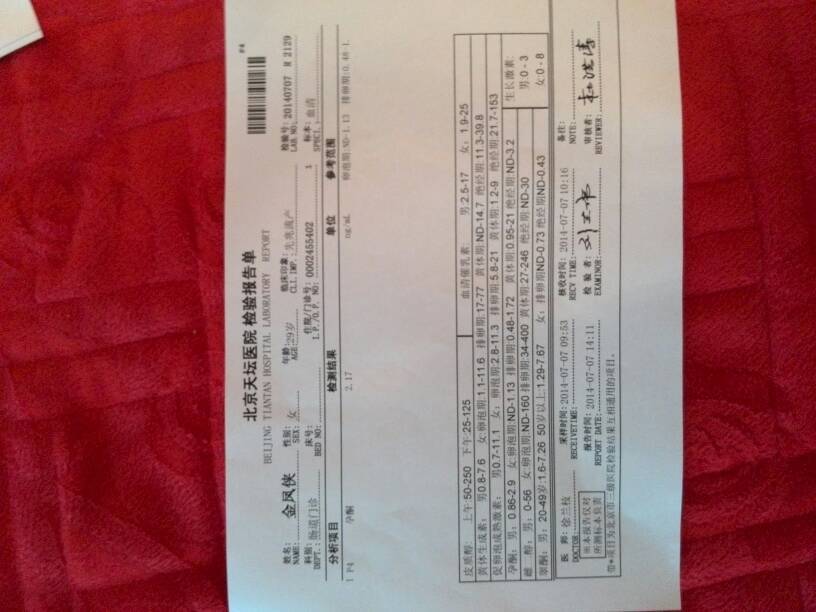 P4
北京天坛医院 检验报告单
BEIJING TIANTAN HOSPITAL LABORATORY REPORT
姓名: 金凤侠 性别: 女 年龄: 29岁 临床印象: 先兆流产 检验号: 20140707 R 2129
NAME: SEX: AGE: CLI.IMP.: LAB NO
科别: 肠道门诊 床号: 住院/门诊号: 0002455402 1 标本: 血清
DEPT.: BED NO I.P./O.P. NO: SPECI.:
分析项目 检测结果 单位 参考范围
1 P4 孕酮 2.17 ng/mL 卵泡期:ND-1.13 排卵期:0.48-1.
皮质醇: 上午:50-250 下午:25-125 血清催乳素: 男:2.5-17 女: 1.9-25
黄体生成素: 男0.8-7.6 女:卵泡期:1.1-11.6 排卵期:17-77 黄体期:ND-14.7 绝经期 11.3-39.8
促卵泡成熟激素: 男0.7-11.1 女: 卵泡期:2.8-11.3 排卵期:5.8-21 黄体期:1.2-9 绝经期:21.7-153
孕酮: 男: 0.86-2.9 女:卵泡期:ND-1.13 排卵期:0.48-1.72 黄体期:0.95-21 绝经期 ND-3.2 生长激素:
雌 醇: 男: 0-56 女:卵泡期:ND-160 排卵期:34-400 黄体期:27-246 绝经期 ND-30 男:0 - 3
睾酮: 男: 20-49岁:1.6-7.26 50岁以上:1.29-7.67 女: 排卵期ND-0.73 绝经期ND-0.43 女:0 - 8
医 师: 徐兰枝 采样时间: 2014-07-07 09:53 核收时间: 2014-07-07 10:16 备注:
DOCTOR: RECEIVETIME: RECV TIME: NOTE:
※本报告仅对所测标本负责 报告时间: 2014-07-07 14:11 检 验 者: 审核者:
REPORT DATE: EXAMINER: REVIEWER:
带*项目为北京市三级医院检验结果互相通用的项目。